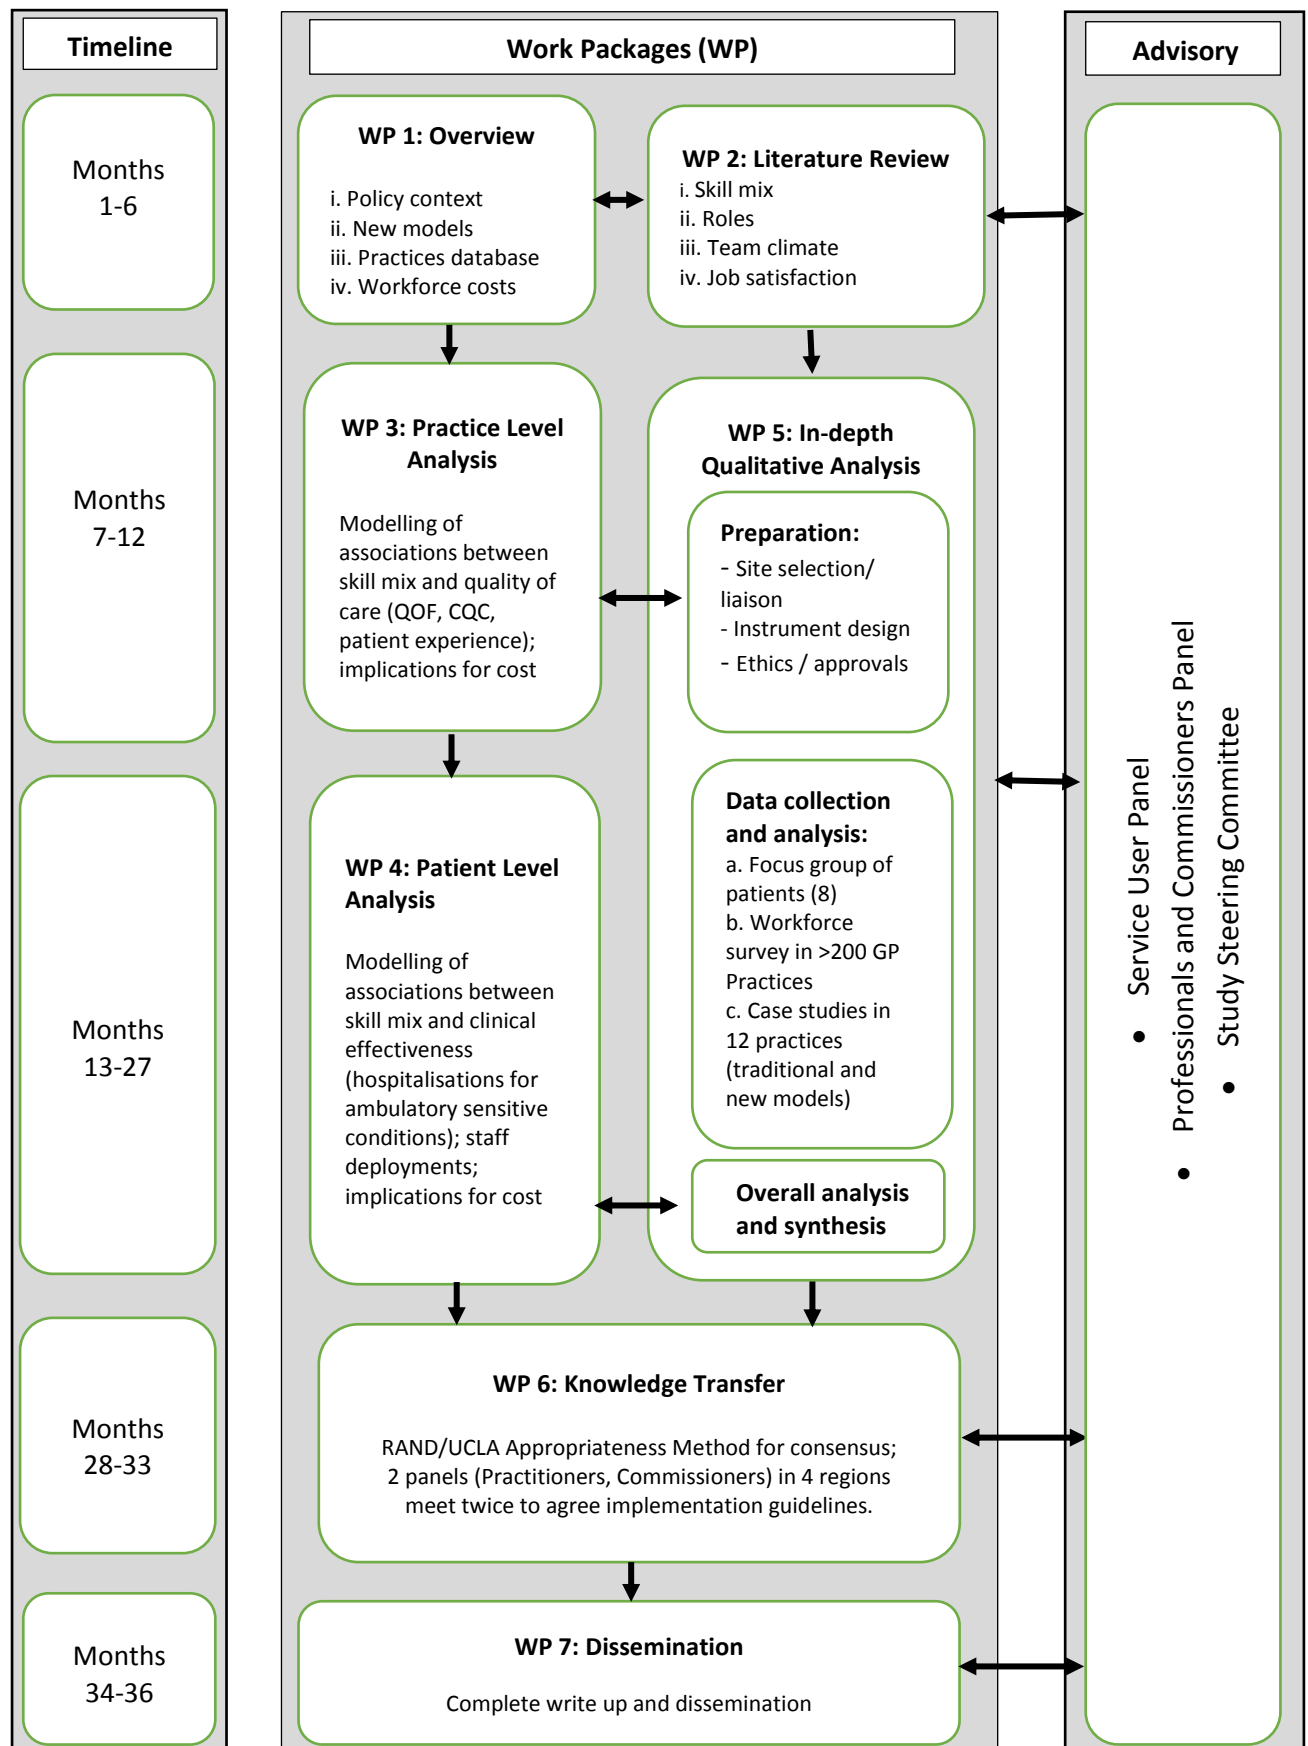 Timeline
Work Packages (WP)
Advisory
Months
1-6
WP 1: Overview
i. Policy context
ii. New models
iii. Practices database
iv. Workforce costs
WP 2: Literature Review
i. Skill mix
ii. Roles
iii. Team climate
iv. Job satisfaction
Months
7-12
WP 3: Practice Level
Analysis
Modelling of
associations between
skill mix and quality of
care (QOF, CQC,
patient experience);
implications for cost
WP 5: In-depth
Qualitative Analysis
Preparation:
- Site selection/
liaison
- Instrument design
- Ethics / approvals
Months
13-27
WP 4: Patient Level
Analysis
Modelling of
associations between
skill mix and clinical
effectiveness
(hospitalisations for
ambulatory sensitive
conditions); staff
deployments;
implications for cost
Data collection
and analysis:
a. Focus group of
patients (8)
b. Workforce
survey in >200 GP
Practices
c. Case studies in
12 practices
(traditional and
new models)
Overall analysis
and synthesis
Months
28-33
WP 6: Knowledge Transfer
RAND/UCLA Appropriateness Method for consensus;
2 panels (Practitioners, Commissioners) in 4 regions
meet twice to agree implementation guidelines.
Months
34-36
WP 7: Dissemination
Complete write up and dissemination
• Service User Panel
• Professionals and Commissioners Panel
• Study Steering Committee